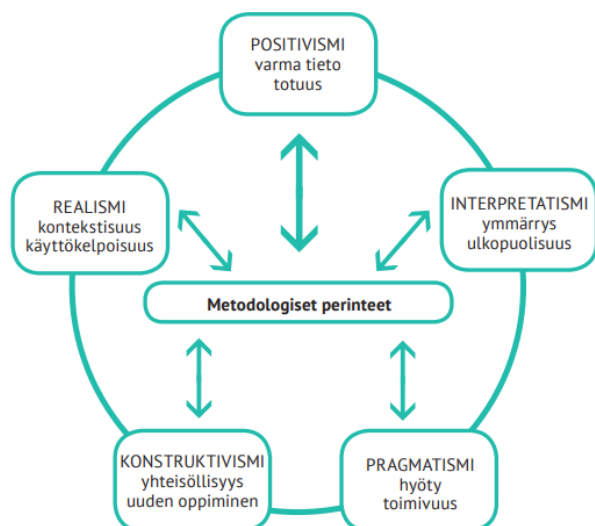 POSITIVISMI
varma tieto
totuus
REALISMI
kontekstisuus
käyttökelpoisuus
INTERPRETATISMI
ymmärrys
ulkopuolisuus
Metodologiset perinteet
KONSTRUKTIVISMI
yhteisöllisyys
uuden oppiminen
PRAGMATISMI
hyöty
toimivuus